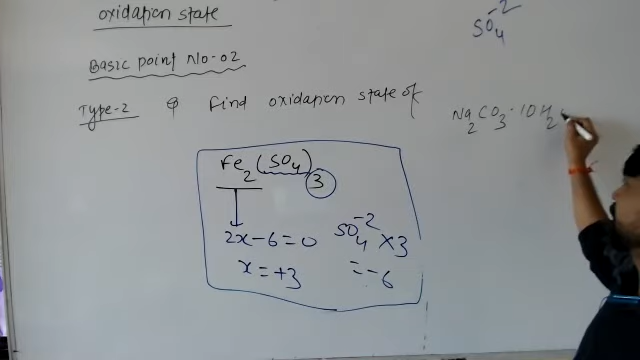 oxidation state
SO₄⁻²
Basic point No-02
Type-2 Q Find oxidation state of
Na₂CO₃·10H₂
Fe₂(SO₄)₃
2x-6=0
x=+3
SO₄⁻²×3
=-6